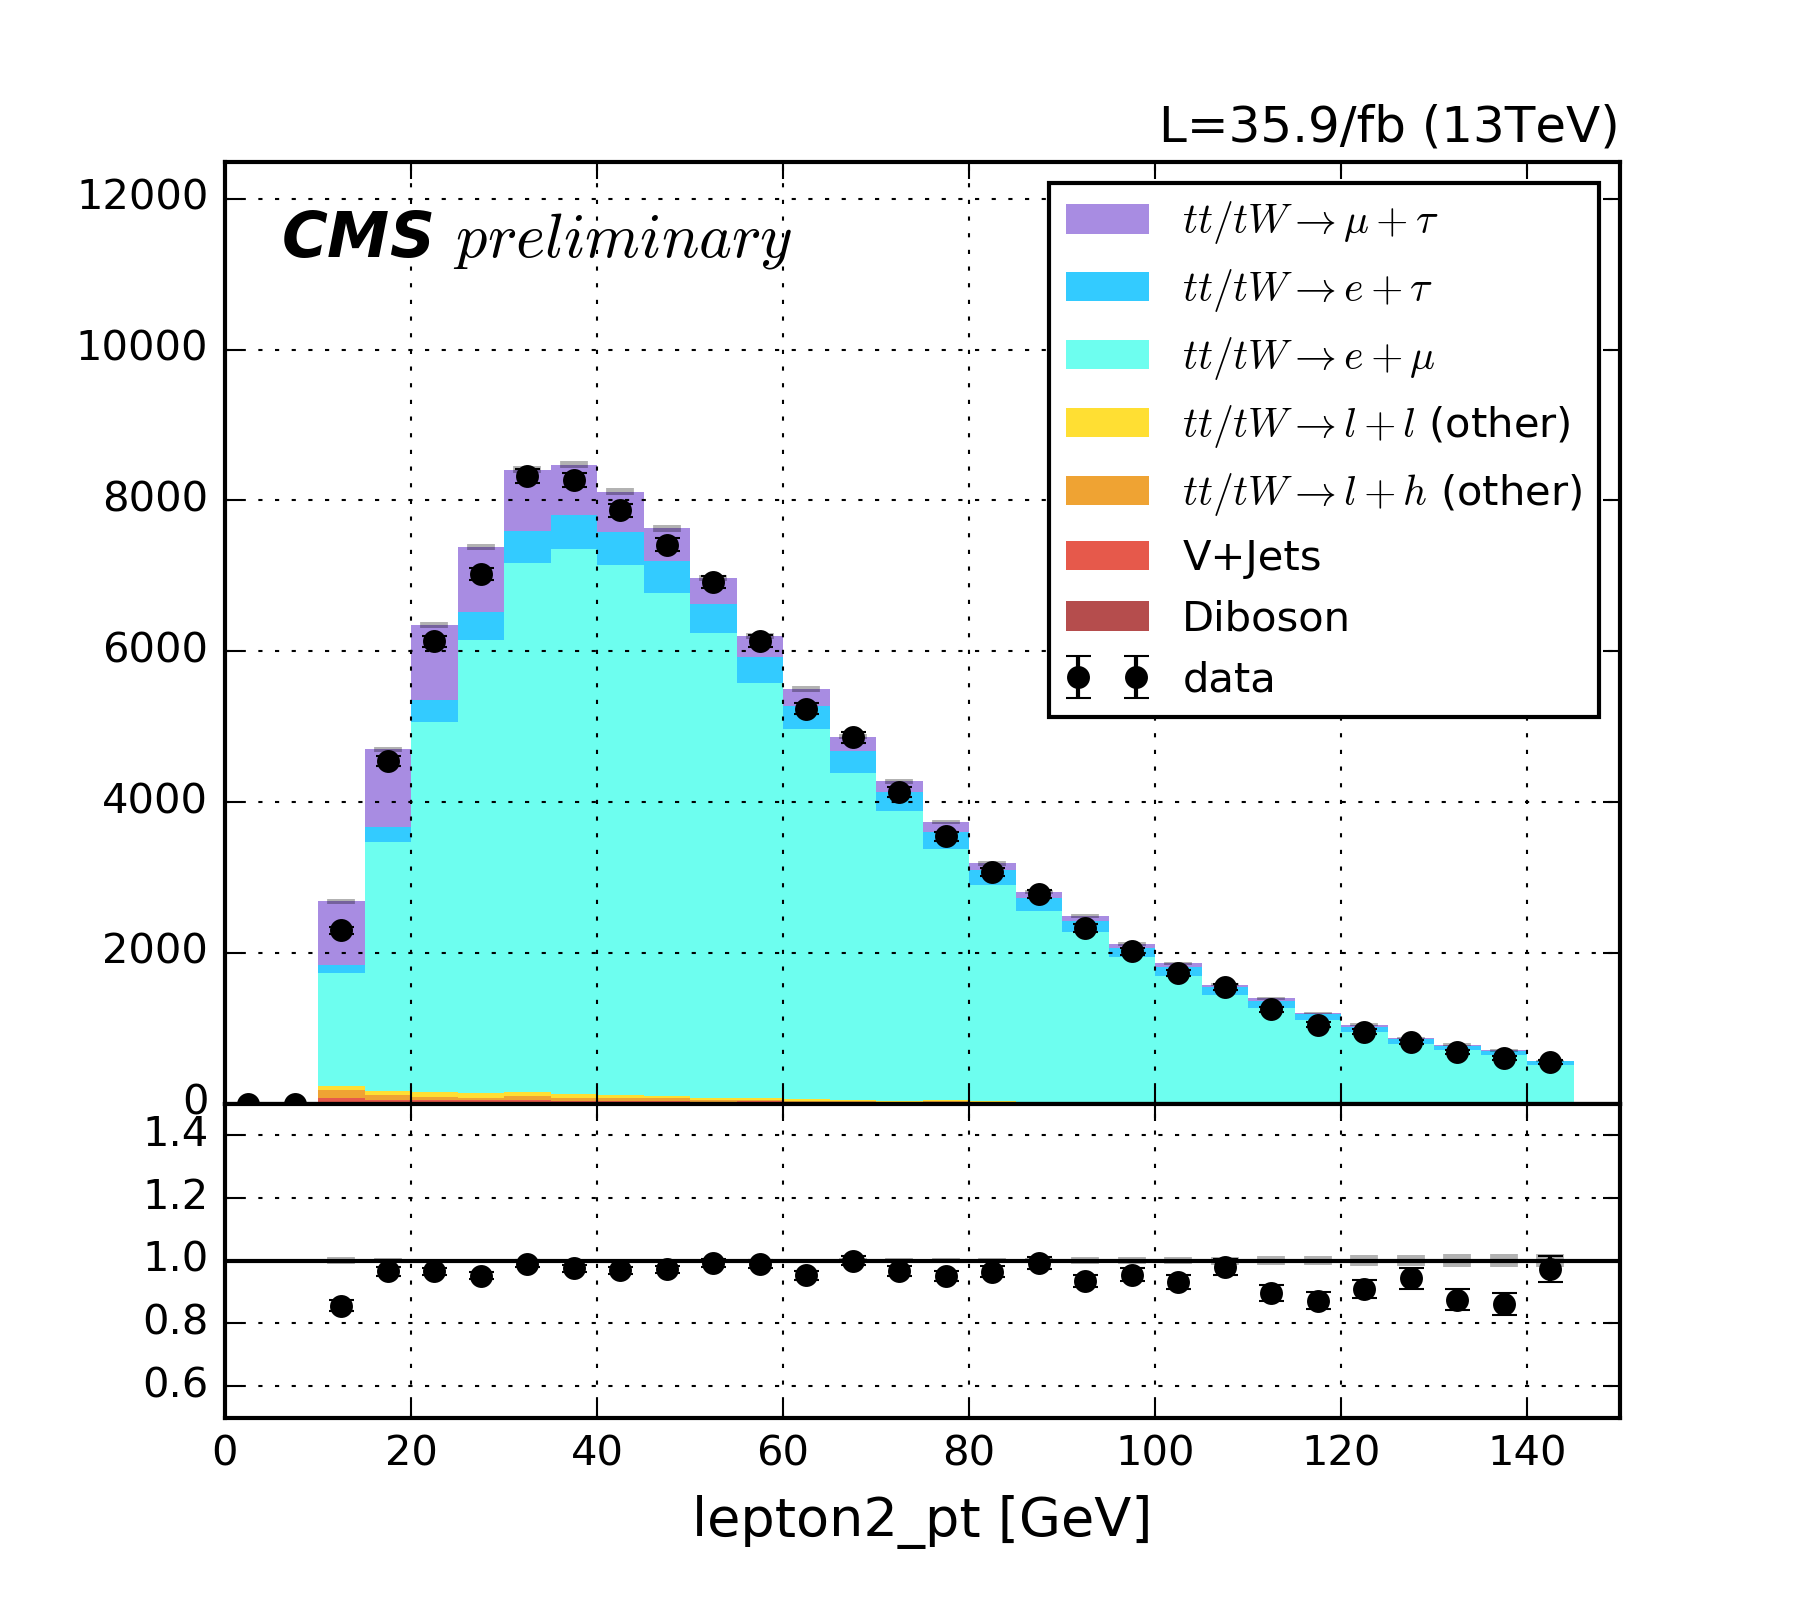 L=35.9/fb (13TeV)
CMS preliminary
12000
10000
8000
6000
4000
2000
0
tt/tW → μ + τ
tt/tW → e + τ
tt/tW → e + μ
tt/tW → l + l (other)
tt/tW → l + h (other)
V+Jets
Diboson
data
1.4
1.2
1.0
0.8
0.6
0 20 40 60 80 100 120 140
lepton2_pt [GeV]